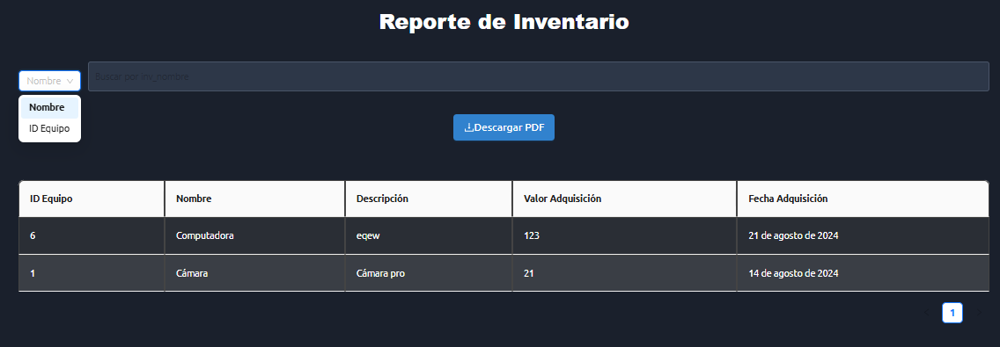 Reporte de Inventario
Nombre
Buscar por inv_nombre
Nombre
ID Equipo
Descargar PDF
ID Equipo Nombre Descripción Valor Adquisición Fecha Adquisición
6 Computadora eqew 123 21 de agosto de 2024
1 Cámara Cámara pro 21 14 de agosto de 2024
1